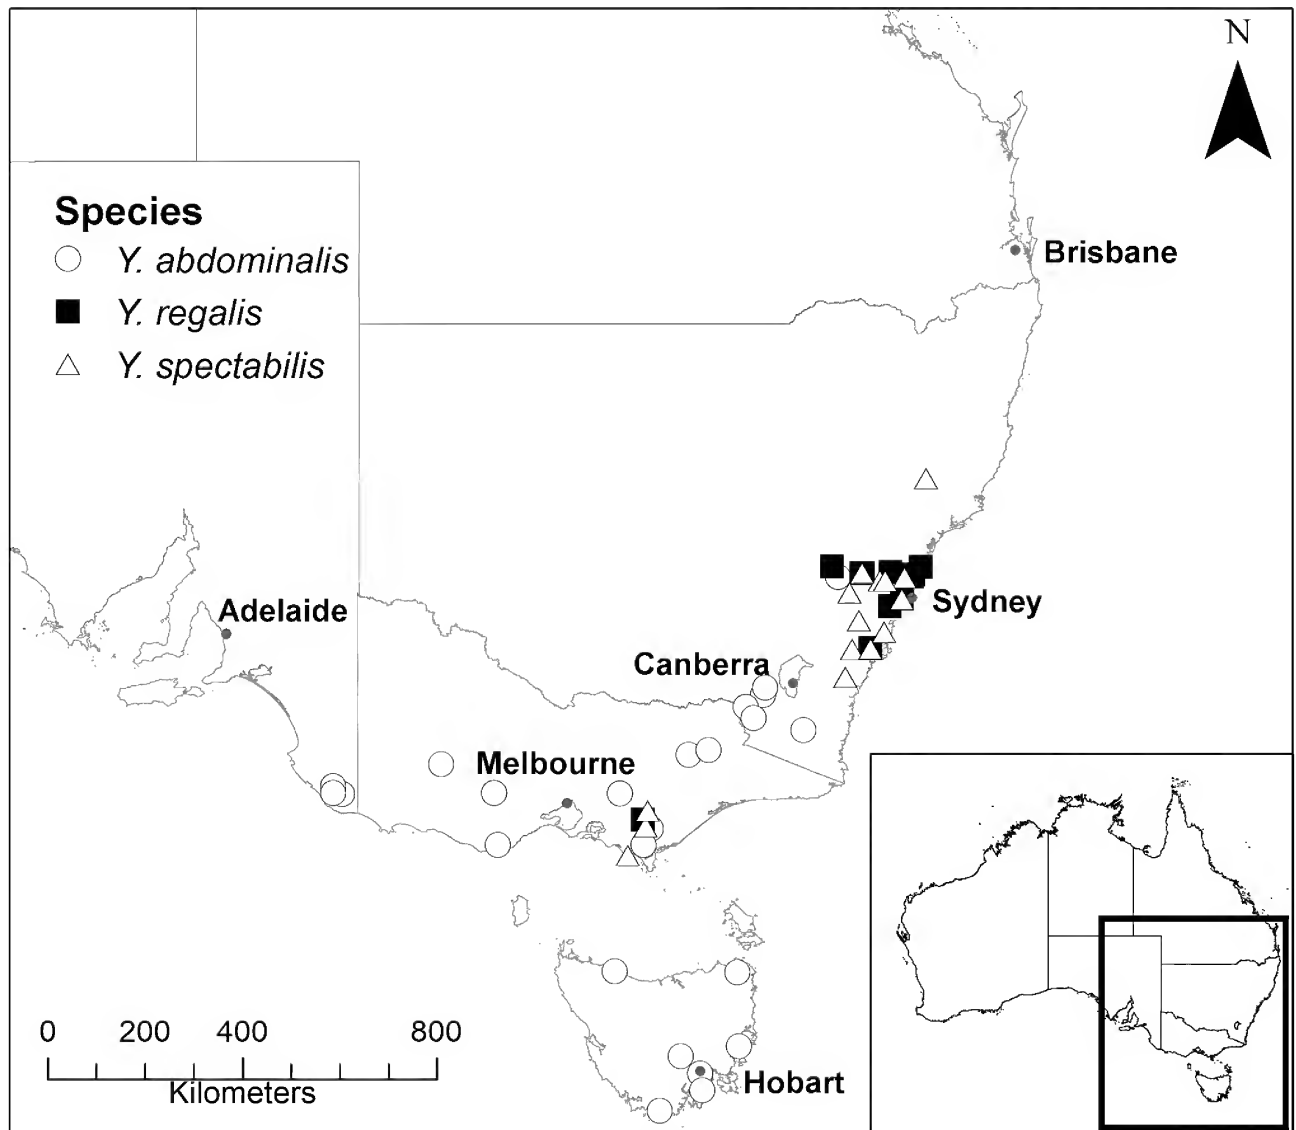 N
Species
Y. abdominalis
Y. regalis
Y. spectabilis
Brisbane
Adelaide
Sydney
Canberra
Melbourne
Hobart
0 200 400 800
Kilometers